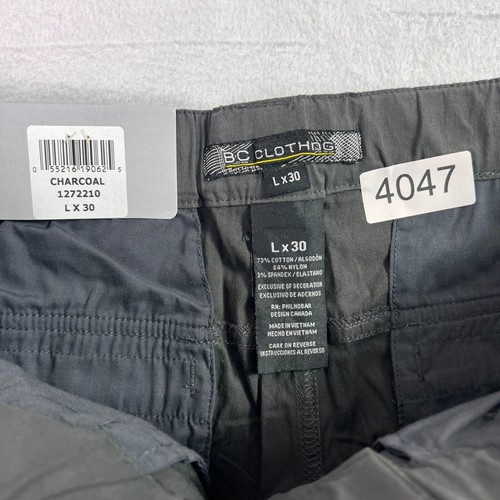 0 55216 19062 5
CHARCOAL
1272210
L X 30
BC CLOTHING
L X 30
4047
L x 30
73% COTTON/ALGODÓN
24% NYLON
3% SPANDEX/ELASTANO
EXCLUSIVE OF DECORATION
EXCLUSIVO DE ADORNOS
RN: PHILNOBAR
DESIGN CANADA
MADE IN VIETNAM
HECHO EN VIETNAM
CARE ON REVERSE
INSTRUCCIONES AL REVERSO